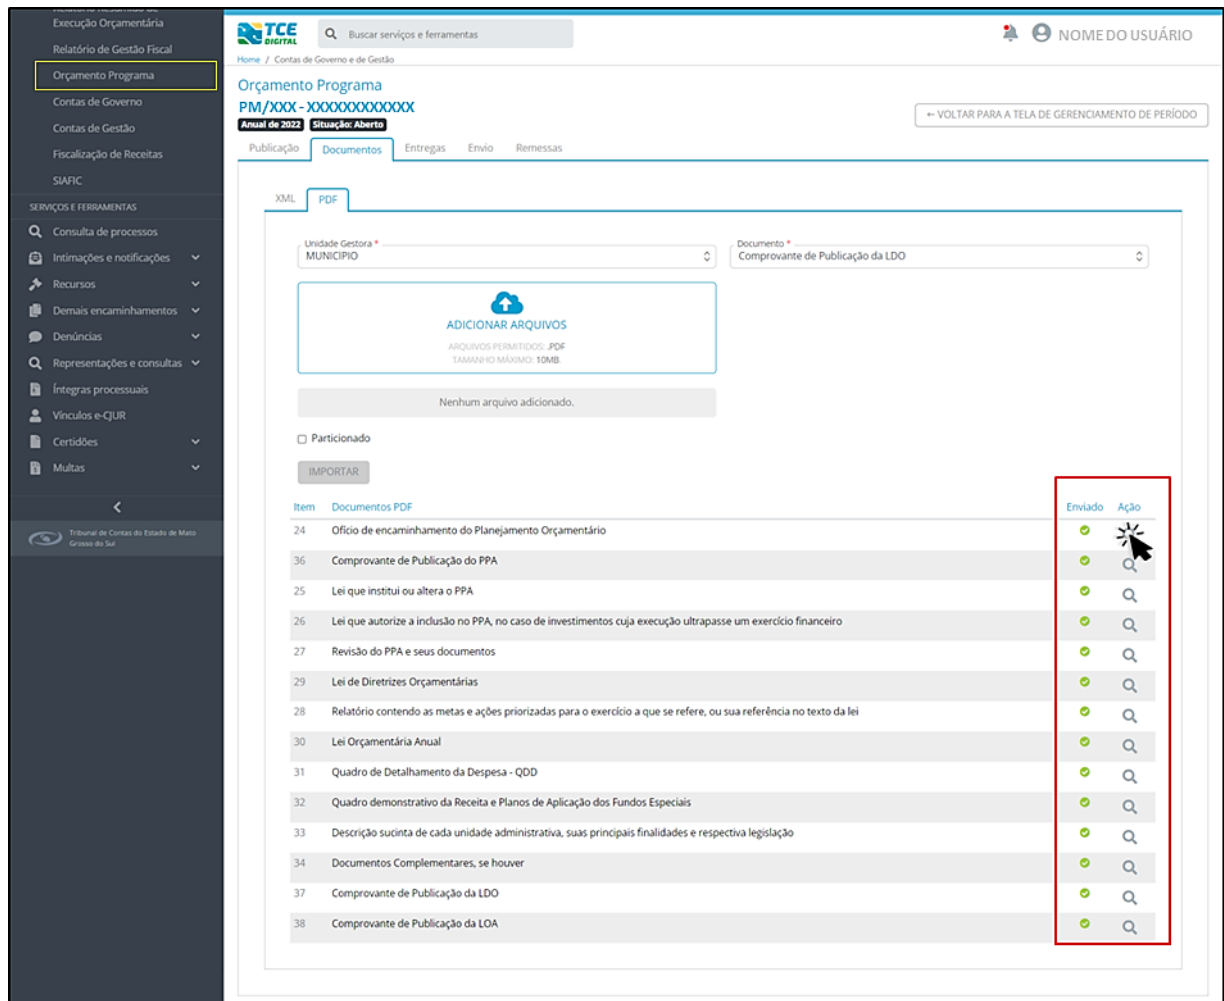 Execução Orçamentária
Relatório de Gestão Fiscal
Orçamento Programa
Contas de Governo
Contas de Gestão
Fiscalização de Receitas
SIAFIC
SERVIÇOS E FERRAMENTAS
Consulta de processos
Intimações e notificações
Recursos
Demais encaminhamentos
Denúncias
Representações e consultas
Íntegras processuais
Vínculos e-CJUR
Certidões
Multas
Tribunal de Contas do Estado de Mato
Grosso do Sul
TCE
DIGITAL
Buscar serviços e ferramentas
NOME DO USUÁRIO
Home / Contas de Governo e de Gestão
Orçamento Programa
PM/XXX - XXXXXXXXXXXX
Anual de 2022 Situação: Aberto
← VOLTAR PARA A TELA DE GERENCIAMENTO DE PERÍODO
Publicação Documentos Entregas Envio Remessas
XML PDF
Unidade Gestora * Documento *
MUNICIPIO Comprovante de Publicação da LDO
ADICIONAR ARQUIVOS
ARQUIVOS PERMITIDOS: .PDF
TAMANHO MÁXIMO: 10MB.
Nenhum arquivo adicionado.
Particionado
IMPORTAR
Item Documentos PDF Enviado Ação
24 Ofício de encaminhamento do Planejamento Orçamentário
36 Comprovante de Publicação do PPA
25 Lei que institui ou altera o PPA
26 Lei que autorize a inclusão no PPA, no caso de investimentos cuja execução ultrapasse um exercício financeiro
27 Revisão do PPA e seus documentos
29 Lei de Diretrizes Orçamentárias
28 Relatório contendo as metas e ações priorizadas para o exercício a que se refere, ou sua referência no texto da lei
30 Lei Orçamentária Anual
31 Quadro de Detalhamento da Despesa - QDD
32 Quadro demonstrativo da Receita e Planos de Aplicação dos Fundos Especiais
33 Descrição sucinta de cada unidade administrativa, suas principais finalidades e respectiva legislação
34 Documentos Complementares, se houver
37 Comprovante de Publicação da LDO
38 Comprovante de Publicação da LOA